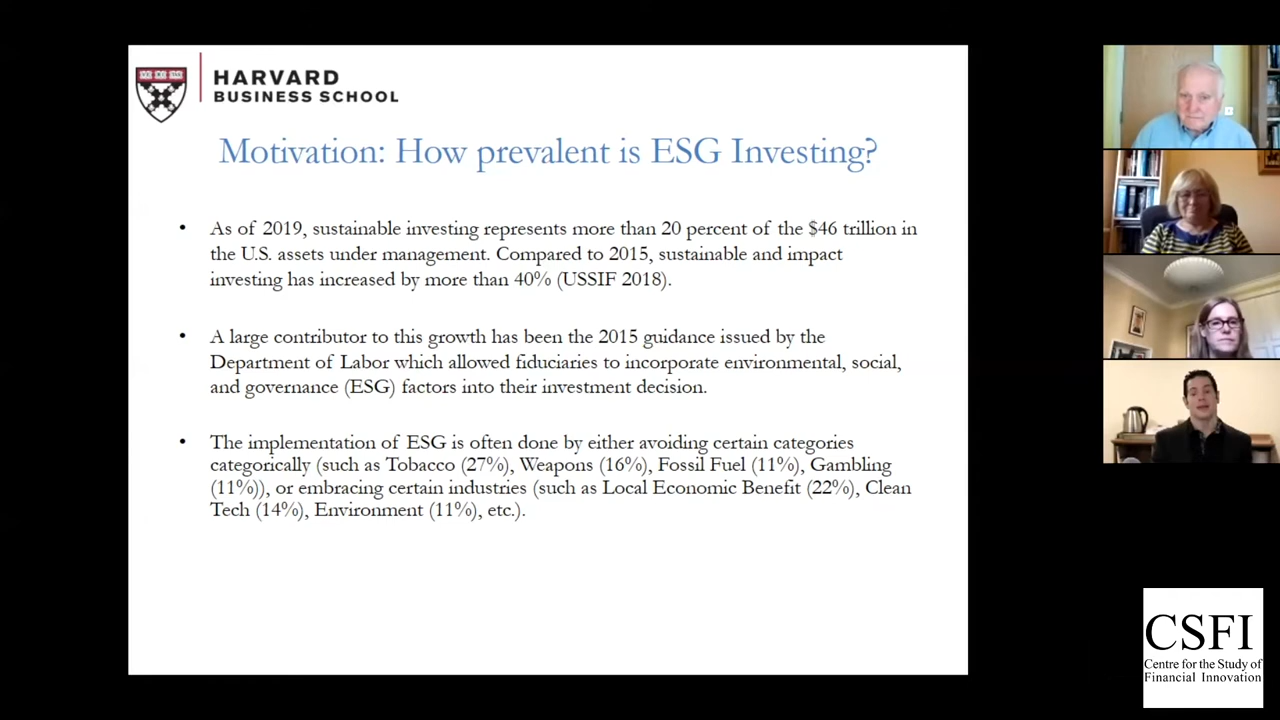 HARVARD
BUSINESS SCHOOL
Motivation: How prevalent is ESG Investing?
• As of 2019, sustainable investing represents more than 20 percent of the $46 trillion in
the U.S. assets under management. Compared to 2015, sustainable and impact
investing has increased by more than 40% (USSIF 2018).
• A large contributor to this growth has been the 2015 guidance issued by the
Department of Labor which allowed fiduciaries to incorporate environmental, social,
and governance (ESG) factors into their investment decision.
• The implementation of ESG is often done by either avoiding certain categories
categorically (such as Tobacco (27%), Weapons (16%), Fossil Fuel (11%), Gambling
(11%)), or embracing certain industries (such as Local Economic Benefit (22%), Clean
Tech (14%), Environment (11%), etc.).
CSFI
Centre for the Study of
Financial Innovation